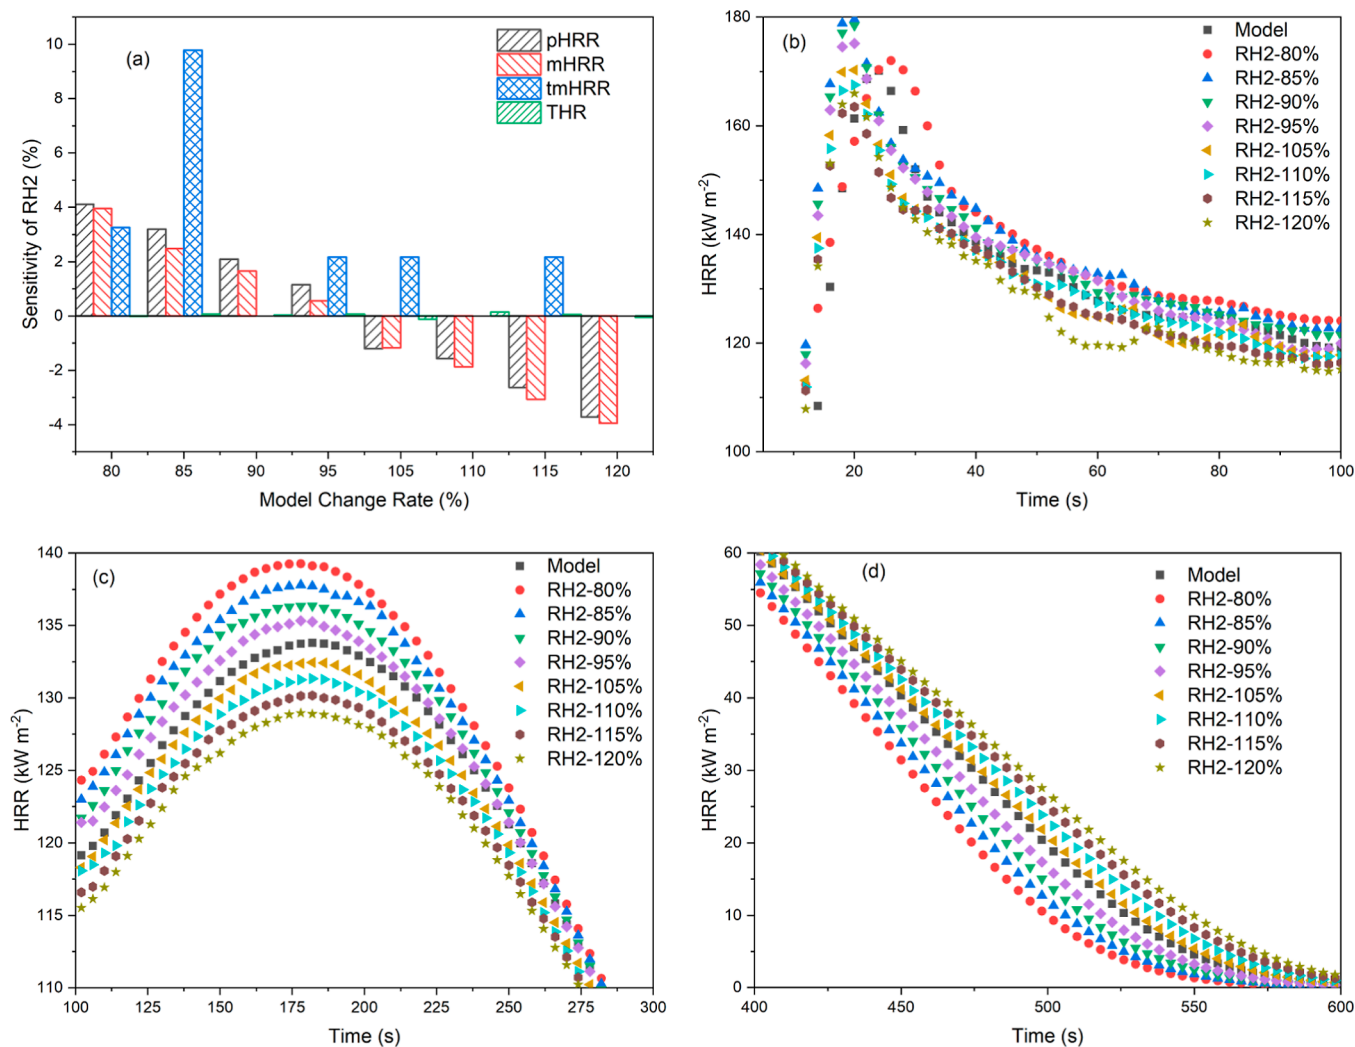 (a)
pHRR
mHRR
tmHRR
THR
10
8
6
4
2
0
-2
-4
Sensitivity of RH2 (%)
80
85
90
95
105
110
115
120
Model Change Rate (%)
(b)
Model
RH2-80%
RH2-85%
RH2-90%
RH2-95%
RH2-105%
RH2-110%
RH2-115%
RH2-120%
180
160
140
120
100
HRR (kW m⁻²)
20
40
60
80
100
Time (s)
(c)
Model
RH2-80%
RH2-85%
RH2-90%
RH2-95%
RH2-105%
RH2-110%
RH2-115%
RH2-120%
140
135
130
125
120
115
110
HRR (kW m⁻²)
100
125
150
175
200
225
250
275
300
Time (s)
(d)
Model
RH2-80%
RH2-85%
RH2-90%
RH2-95%
RH2-105%
RH2-110%
RH2-115%
RH2-120%
60
50
40
30
20
10
0
HRR (kW m⁻²)
400
450
500
550
600
Time (s)